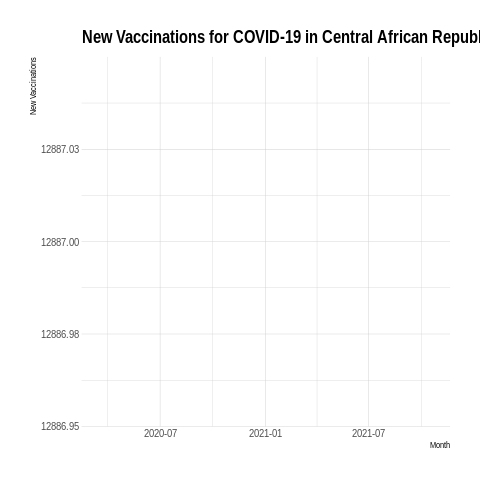 New Vaccinations for COVID-19 in Central African Republ
New Vaccinations
12887.03
12887.00
12886.98
12886.95
2020-07 2021-01 2021-07
Month